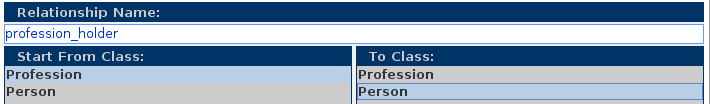 Relationship Name:
profession_holder
Start From Class:
To Class:
Profession
Profession
Person
Person